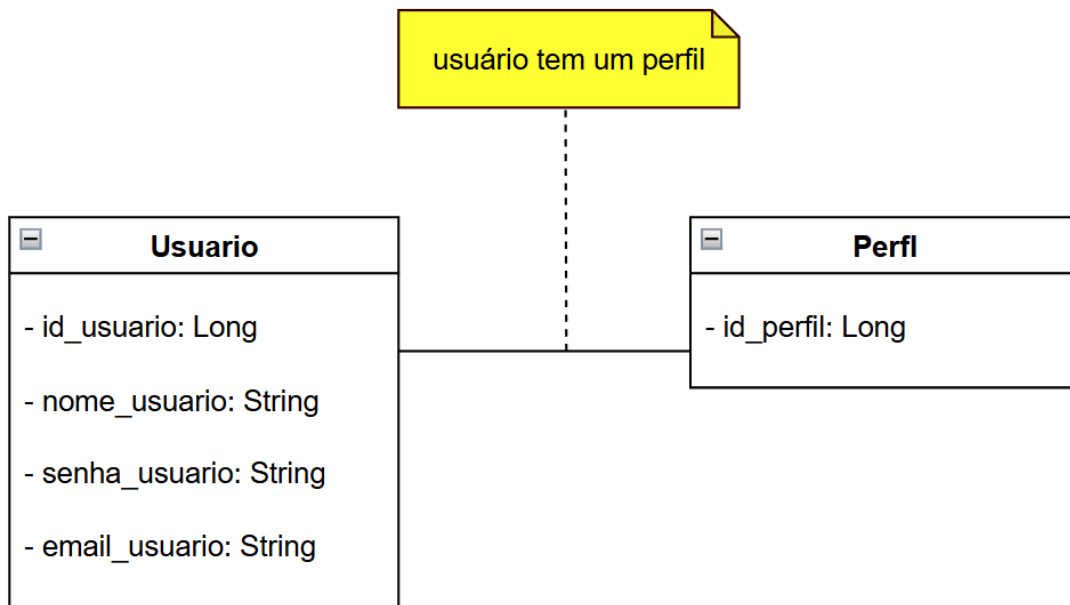 usuário tem um perfil
Usuario
- id_usuario: Long
- nome_usuario: String
- senha_usuario: String
- email_usuario: String
Perfl
- id_perfil: Long